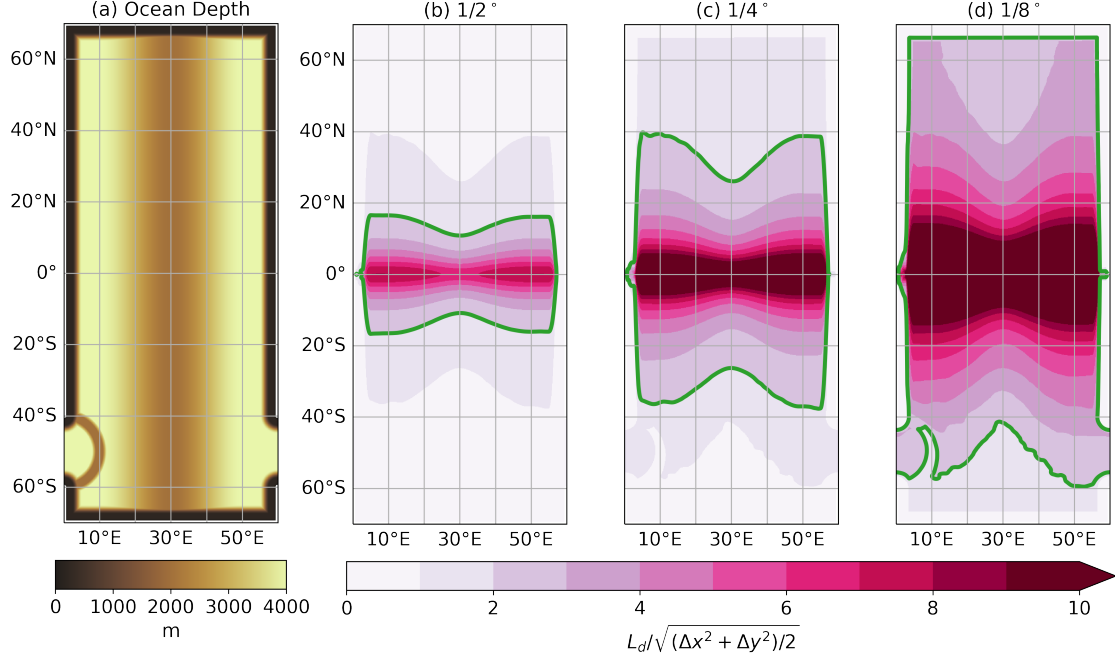 (a) Ocean Depth
(b) 1/2°
(c) 1/4°
(d) 1/8°
60°N
40°N
20°N
0°
20°S
40°S
60°S
60°N
40°N
20°N
0°
20°S
40°S
60°S
10°E 30°E 50°E
10°E 30°E 50°E
10°E 30°E 50°E
10°E 30°E 50°E
0 1000 2000 3000 4000
m
0 2 4 6 8 10
L_d/√(Δx²+ Δy²)/2